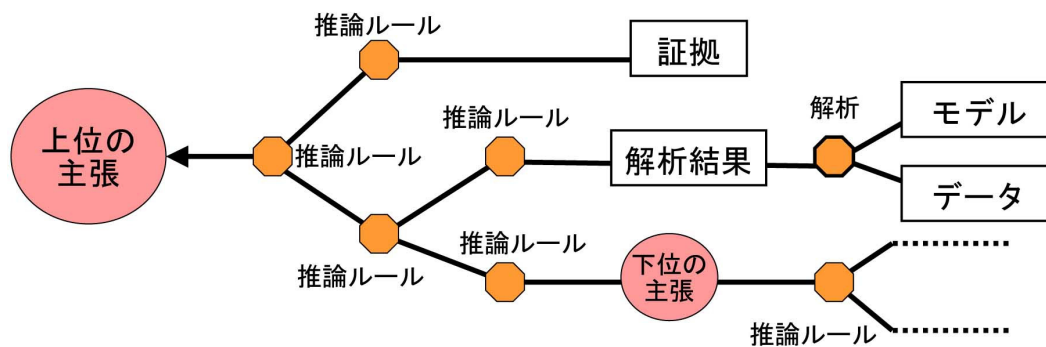 推論ルール
証拠
上位の
主張
推論ルール
推論ルール
解析結果
解析
モデル
データ
推論ルール
推論ルール
下位の
主張
推論ルール